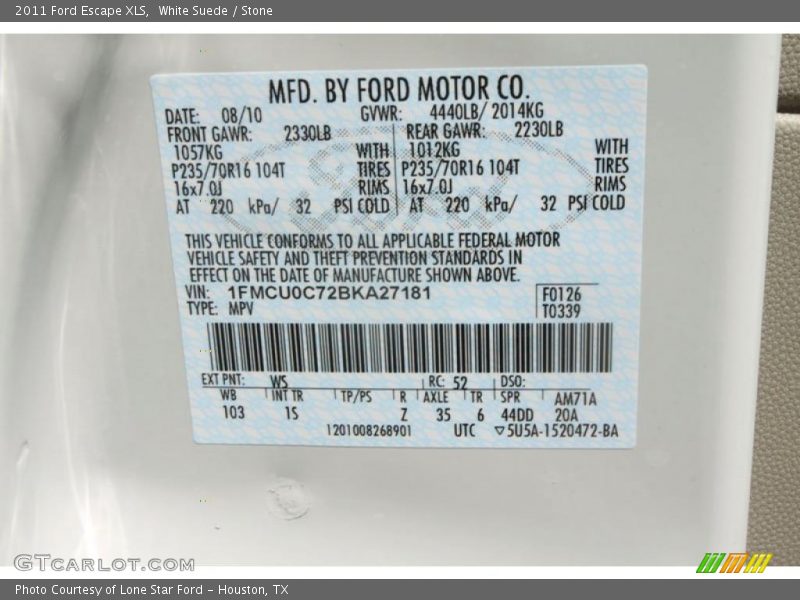 2011 Ford Escape XLS, White Suede / Stone
MFD. BY FORD MOTOR CO.
DATE: 08/10 GVWR: 4440LB/ 2014KG
FRONT GAWR: 2330LB REAR GAWR: 2230LB
1057KG WITH 1012KG WITH
P235/70R16 104T TIRES P235/70R16 104T TIRES
16x7.0J RIMS 16x7.0J RIMS
AT 220 kPa/ 32 PSI COLD AT 220 kPa/ 32 PSI COLD
THIS VEHICLE CONFORMS TO ALL APPLICABLE FEDERAL MOTOR
VEHICLE SAFETY AND THEFT PREVENTION STANDARDS IN
EFFECT ON THE DATE OF MANUFACTURE SHOWN ABOVE.
VIN: 1FMCU0C72BKA27181 F0126
TYPE: MPV T0339
EXT PNT: WS RC: 52 DSO:
WB INT TR TP/PS R AXLE TR SPR AM71A
103 1S Z 35 6 44DD 20A
1201008268901 UTC ▽5U5A-1520472-BA
GTCARLOT.COM
Photo Courtesy of Lone Star Ford - Houston, TX